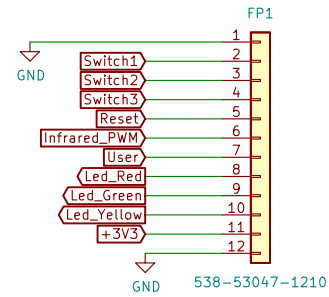 FP1
1
GND
Switch1 2
Switch2 3
Switch3 4
Reset 5
Infrared_PWM 6
User 7
Led_Red 8
Led_Green 9
Led_Yellow 10
+3V3 11
12
GND
538-53047-1210